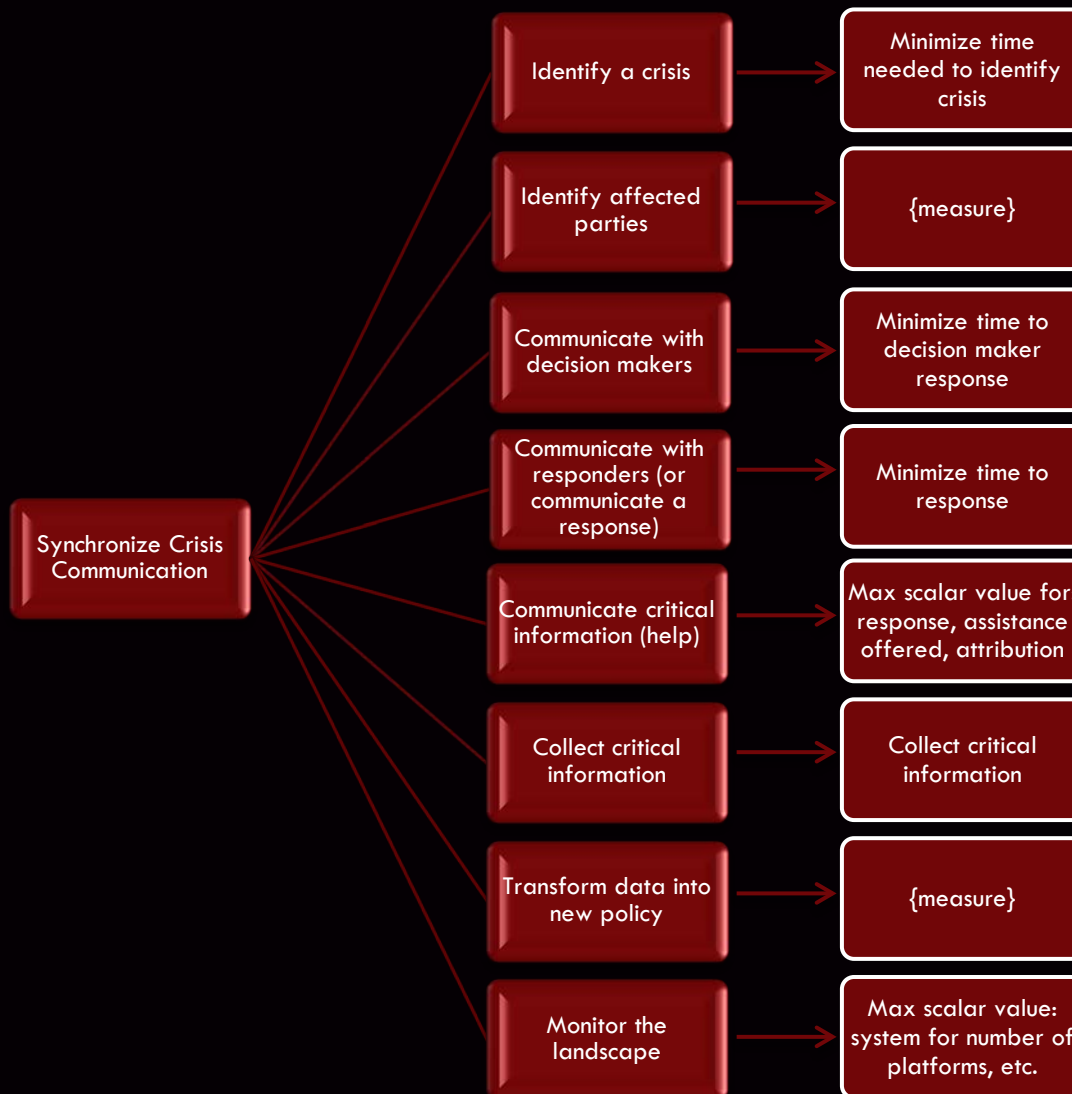 Identify a crisis
Minimize time
needed to identify
crisis
Identify affected
parties
{measure}
Communicate with
decision makers
Minimize time to
decision maker
response
Communicate with
responders (or
communicate a
response)
Minimize time to
response
Synchronize Crisis
Communication
Communicate critical
information (help)
Max scalar value for
response, assistance
offered, attribution
Collect critical
information
Collect critical
information
Transform data into
new policy
{measure}
Monitor the
landscape
Max scalar value:
system for number of
platforms, etc.